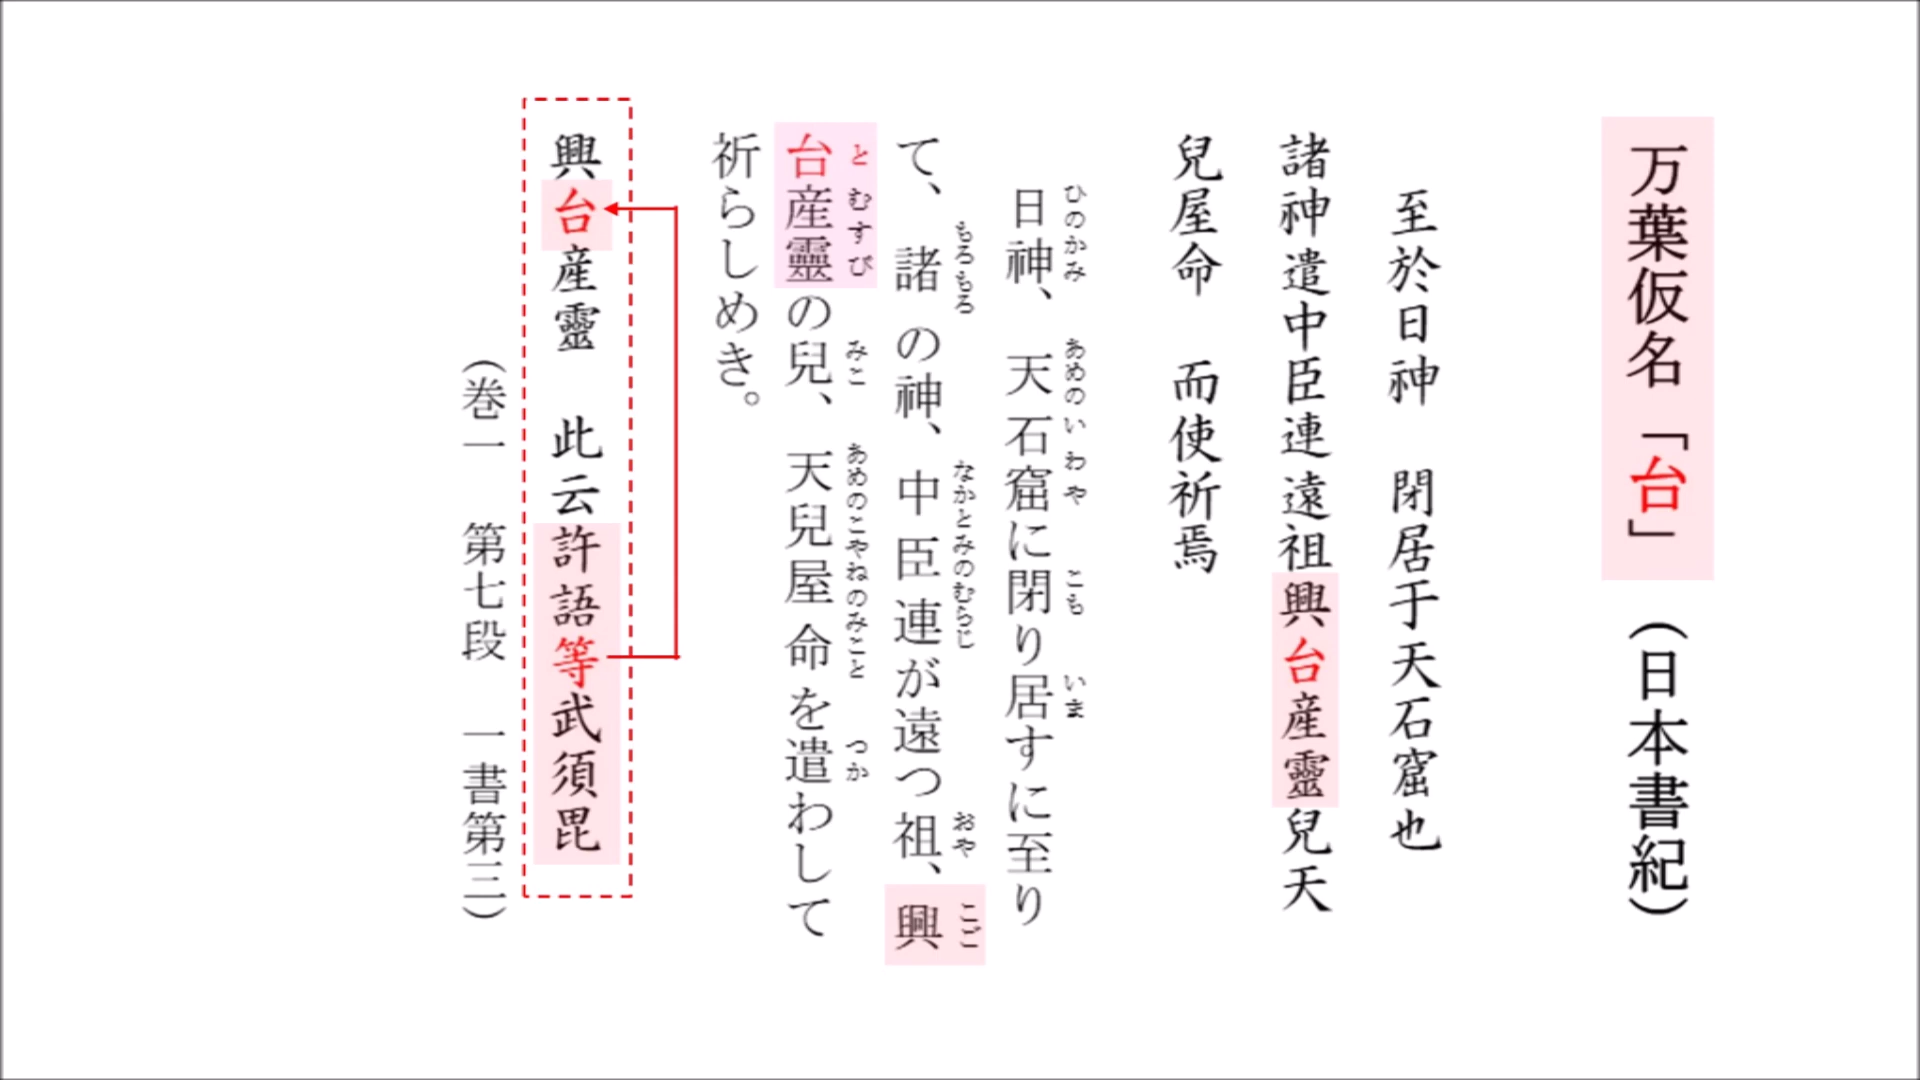 万葉仮名「台」（日本書紀）
至於日神　閉居于天石窟也
諸神遣中臣連遠祖興台産靈兒天
兒屋命　而使祈焉
ひのかみ　あめのいわや　こも　いま
日神、天石窟に閉り居すに至り
もろもろ　なかとみのむらじ　おや　こご
て、諸の神、中臣連が遠つ祖、興
とむすび　みこ　あめのこやねのみこと　つか
台産靈の兒、天兒屋命を遣わして
祈らしめき。
興台産靈　此云許語等武須毘
（巻一　第七段　一書第三）